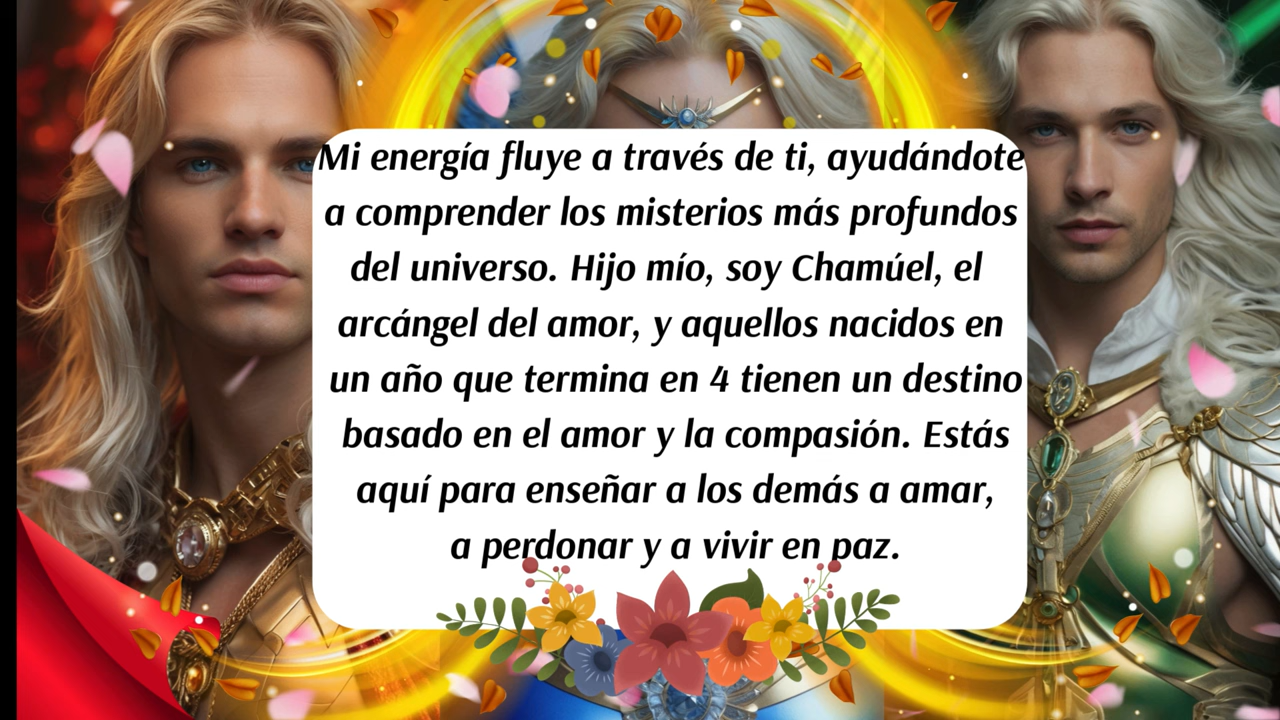 Mi energía fluye a través de ti, ayudándote
a comprender los misterios más profundos
del universo. Hijo mío, soy Chamúel, el
arcángel del amor, y aquellos nacidos en
un año que termina en 4 tienen un destino
basado en el amor y la compasión. Estás
aquí para enseñar a los demás a amar,
a perdonar y a vivir en paz.